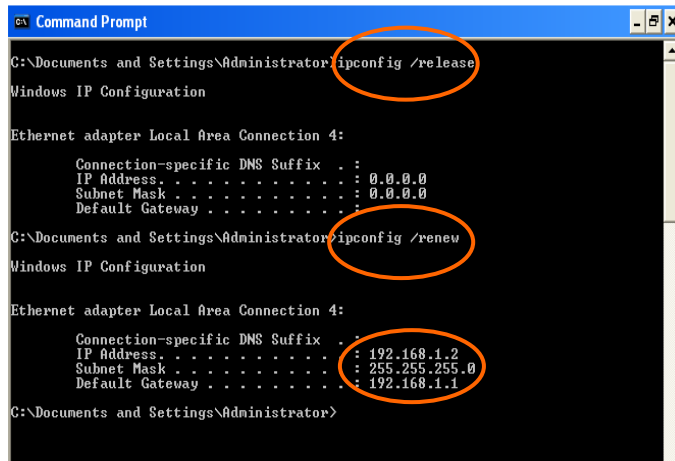 Command Prompt
C:\Documents and Settings\Administrator>ipconfig /release
Windows IP Configuration
Ethernet adapter Local Area Connection 4:
Connection-specific DNS Suffix . :
IP Address. . . . . . . . . . . . : 0.0.0.0
Subnet Mask . . . . . . . . . . . : 0.0.0.0
Default Gateway . . . . . . . . . :
C:\Documents and Settings\Administrator>ipconfig /renew
Windows IP Configuration
Ethernet adapter Local Area Connection 4:
Connection-specific DNS Suffix . :
IP Address. . . . . . . . . . . . : 192.168.1.2
Subnet Mask . . . . . . . . . . . : 255.255.255.0
Default Gateway . . . . . . . . . : 192.168.1.1
C:\Documents and Settings\Administrator>